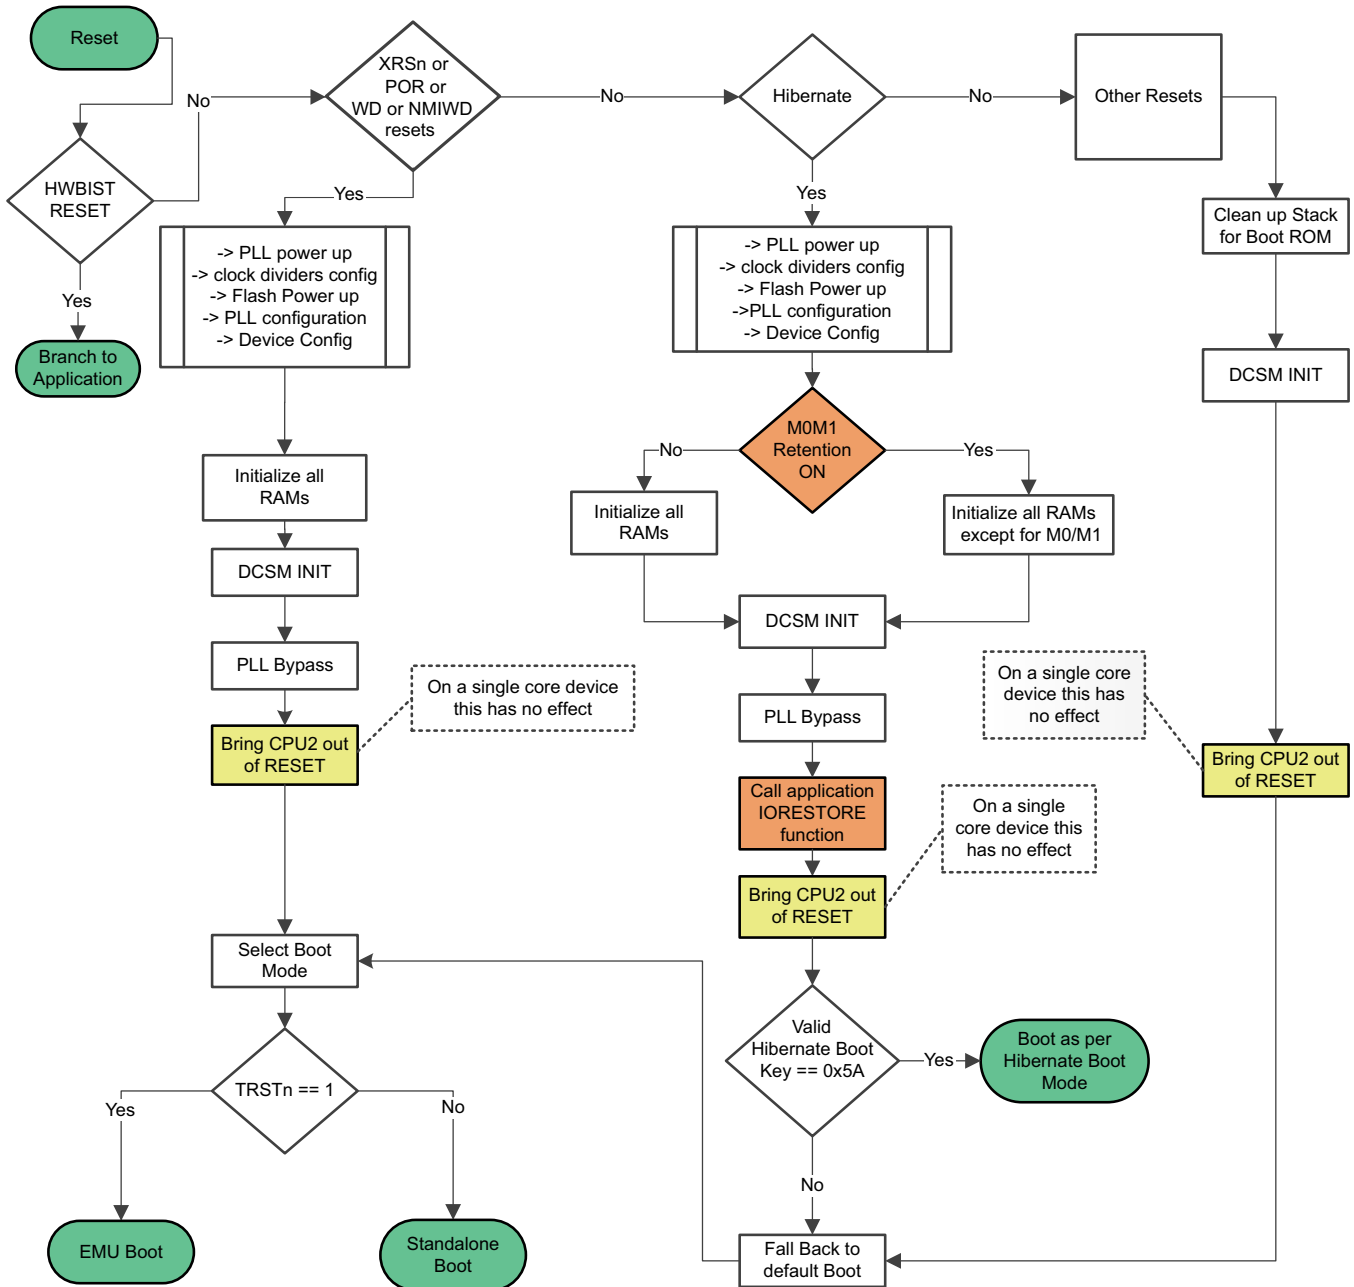 Reset
XRSn or
POR or
WD or NMIWD
resets
No
No
Hibernate
No
Other Resets
HWBIST
RESET
Yes
Yes
Clean up Stack
for Boot ROM
-> PLL power up
-> clock dividers config
-> Flash Power up
-> PLL configuration
-> Device Config
-> PLL power up
-> clock dividers config
-> Flash Power up
->PLL configuration
-> Device Config
Yes
Branch to
Application
DCSM INIT
M0M1
Retention
ON
No
Yes
Initialize all
RAMs
Initialize all
RAMs
Initialize all RAMs
except for M0/M1
DCSM INIT
DCSM INIT
PLL Bypass
On a single core device
this has no effect
On a single core
device this has
no effect
PLL Bypass
Bring CPU2 out
of RESET
Bring CPU2 out
of RESET
Call application
IORESTORE
function
On a single
core device this
has no effect
Bring CPU2 out
of RESET
Select Boot
Mode
Valid
Hibernate Boot
Key == 0x5A
Yes
Boot as per
Hibernate Boot
Mode
TRSTn == 1
Yes
No
No
EMU Boot
Standalone
Boot
Fall Back to
default Boot